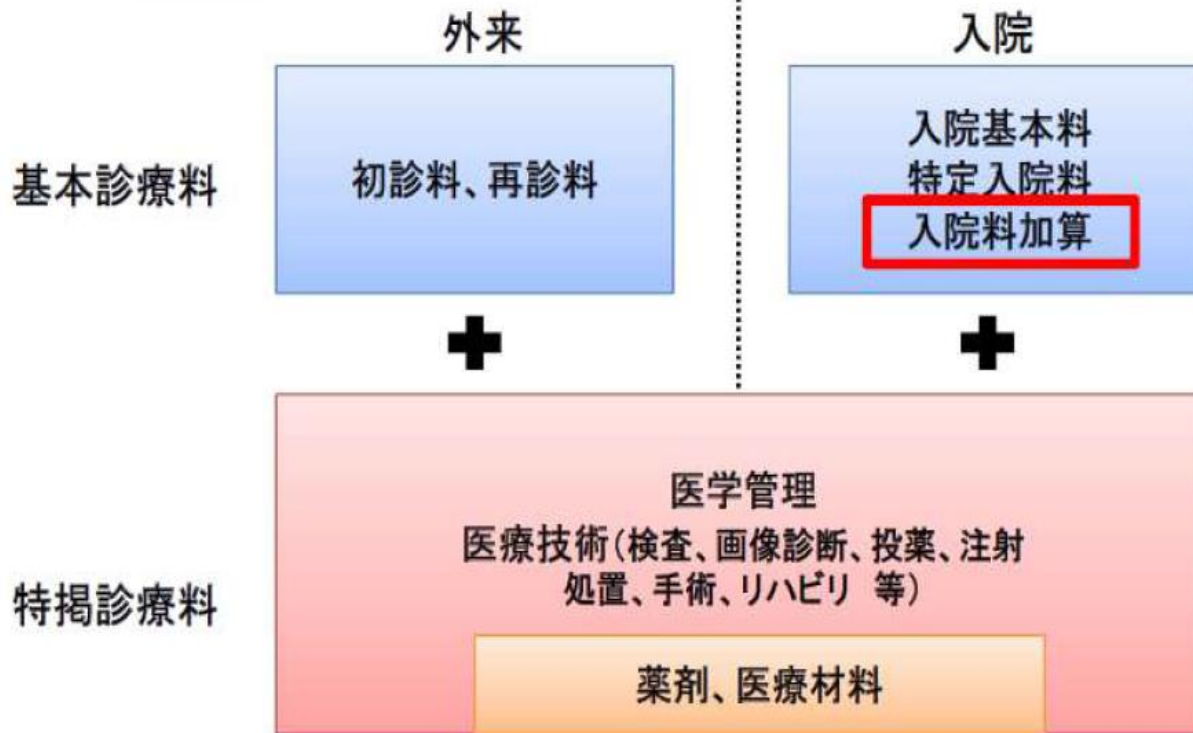 外来
入院
基本診療料
初診料、再診料
入院基本料
特定入院料
入院料加算
特掲診療料
医学管理
医療技術(検査、画像診断、投薬、注射
処置、手術、リハビリ 等)
薬剤、医療材料